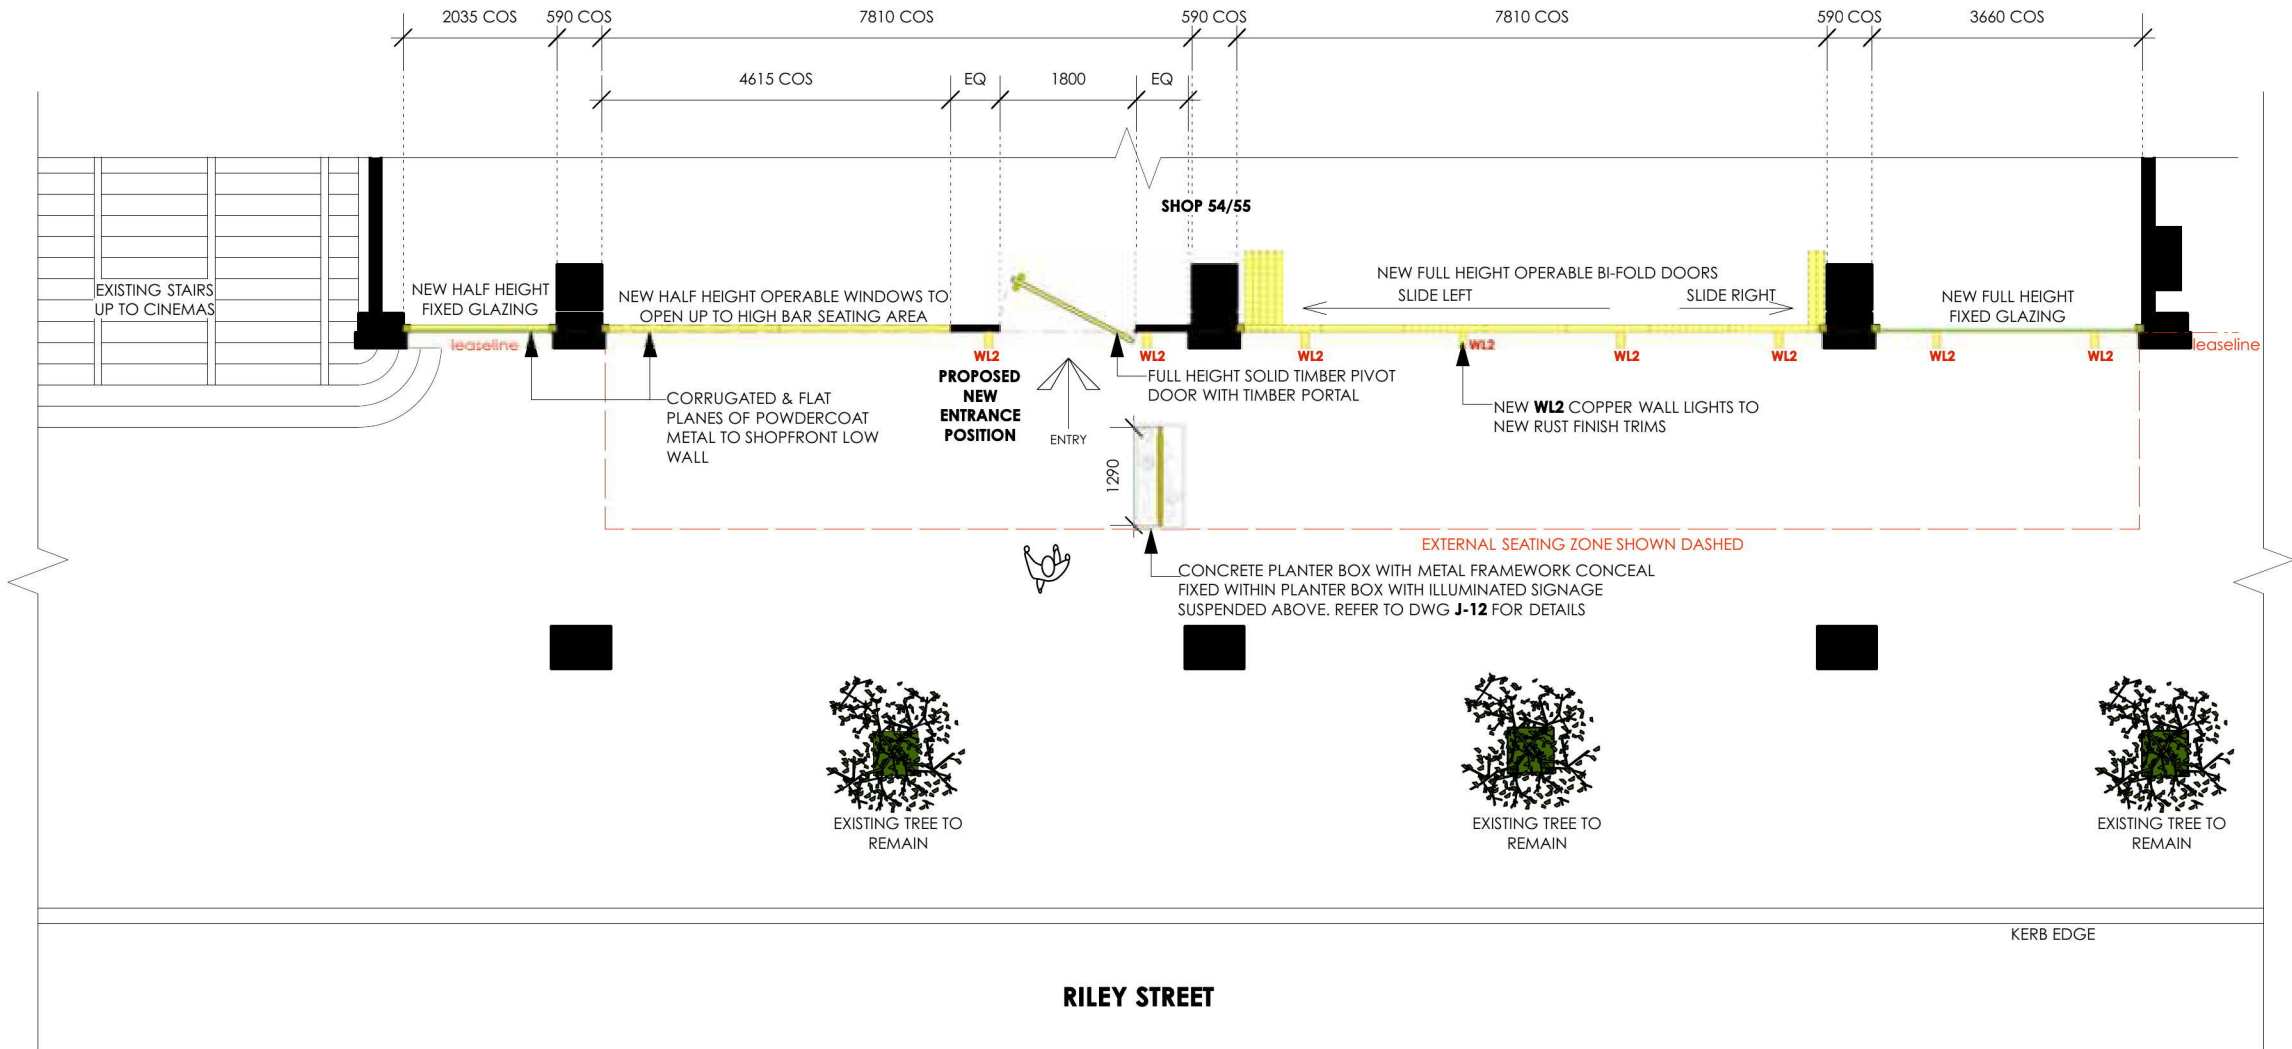 2035 COS 590 COS 7810 COS 590 COS 7810 COS 590 COS 3660 COS
4615 COS EQ 1800 EQ
SHOP 54/55
EXISTING STAIRS
UP TO CINEMAS
NEW HALF HEIGHT
FIXED GLAZING
NEW HALF HEIGHT OPERABLE WINDOWS TO
OPEN UP TO HIGH BAR SEATING AREA
NEW FULL HEIGHT OPERABLE BI-FOLD DOORS
SLIDE LEFT SLIDE RIGHT
NEW FULL HEIGHT
FIXED GLAZING
leaseline
WL2 WL2 WL2 WL2 WL2 WL2 WL2 WL2
leaseline
PROPOSED
NEW
ENTRANCE
POSITION
ENTRY
FULL HEIGHT SOLID TIMBER PIVOT
DOOR WITH TIMBER PORTAL
CORRUGATED & FLAT
PLANES OF POWDERCOAT
METAL TO SHOPFRONT LOW
WALL
NEW WL2 COPPER WALL LIGHTS TO
NEW RUST FINISH TRIMS
1290
EXTERNAL SEATING ZONE SHOWN DASHED
CONCRETE PLANTER BOX WITH METAL FRAMEWORK CONCEAL
FIXED WITHIN PLANTER BOX WITH ILLUMINATED SIGNAGE
SUSPENDED ABOVE. REFER TO DWG J-12 FOR DETAILS
EXISTING TREE TO
REMAIN
EXISTING TREE TO
REMAIN
EXISTING TREE TO
REMAIN
KERB EDGE
RILEY STREET